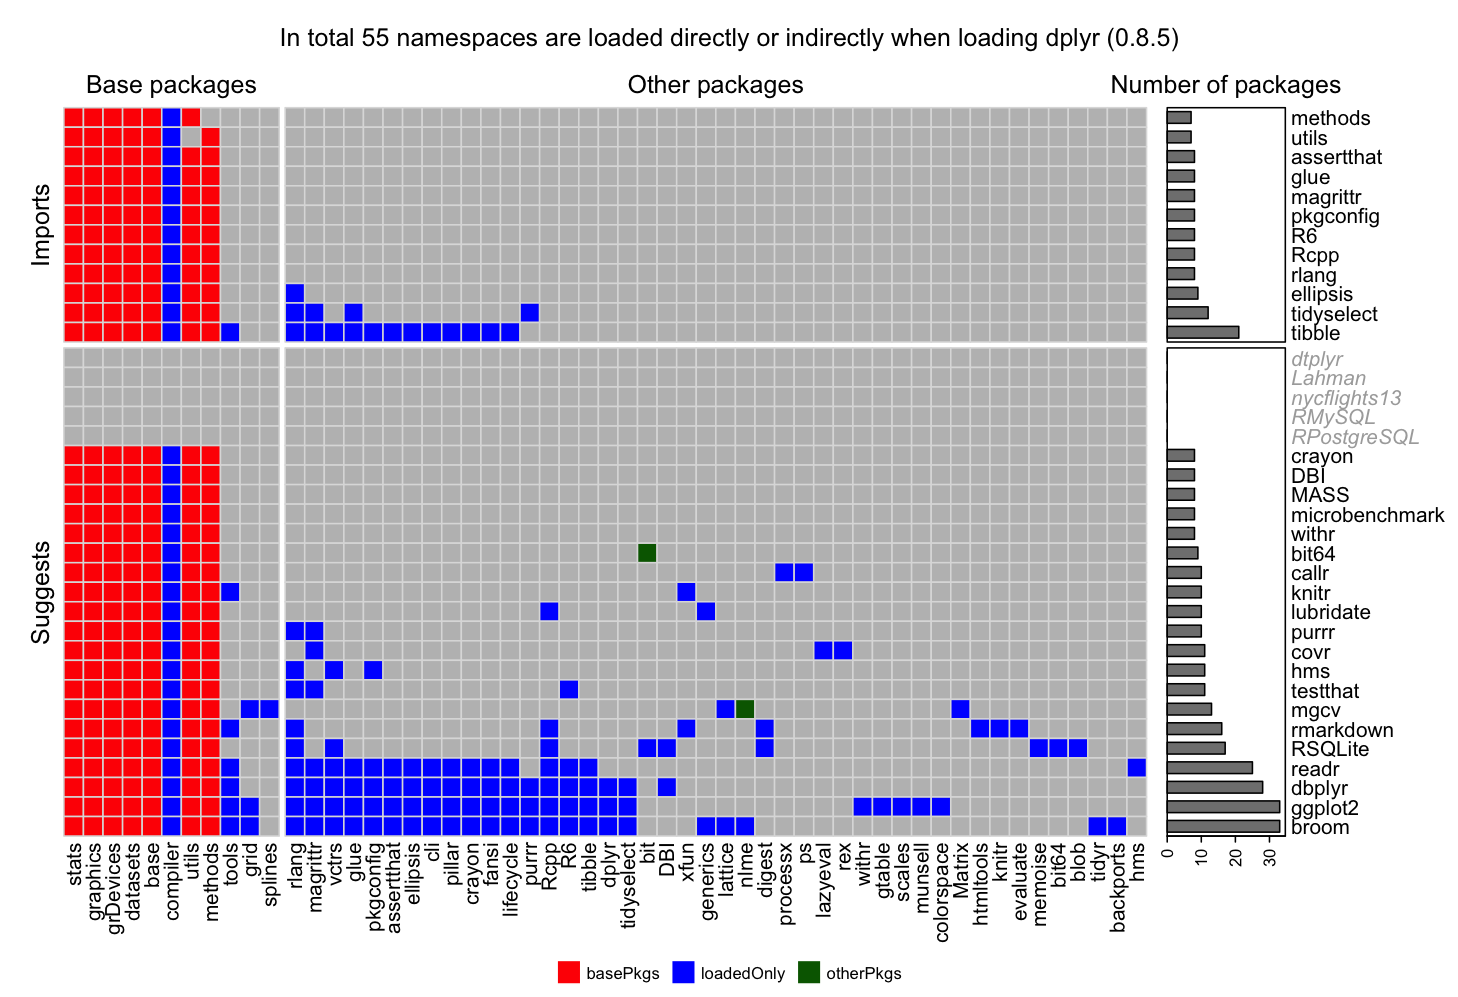 In total 55 namespaces are loaded directly or indirectly when loading dplyr (0.8.5)
Base packages
Other packages
Number of packages
Imports
methods
utils
assertthat
glue
magrittr
pkgconfig
R6
Rcpp
rlang
ellipsis
tidyselect
tibble
Suggests
dtplyr
Lahman
nycflights13
RMySQL
RPostgreSQL
crayon
DBI
MASS
microbenchmark
withr
bit64
callr
knitr
lubridate
purrr
covr
hms
testthat
mgcv
rmarkdown
RSQLite
readr
dbplyr
ggplot2
broom
stats
graphics
grDevices
datasets
base
compiler
utils
methods
tools
grid
splines
rlang
magrittr
vctrs
glue
pkgconfig
assertthat
ellipsis
cli
pillar
crayon
fansi
lifecycle
purrr
Rcpp
R6
tibble
dplyr
tidyselect
bit
DBI
xfun
generics
lattice
nlme
digest
processx
ps
lazyeval
rex
withr
gtable
scales
munsell
colorspace
Matrix
htmltools
knitr
evaluate
memoise
bit64
blob
tidyr
backports
hms
0
10
20
30
basePkgs
loadedOnly
otherPkgs